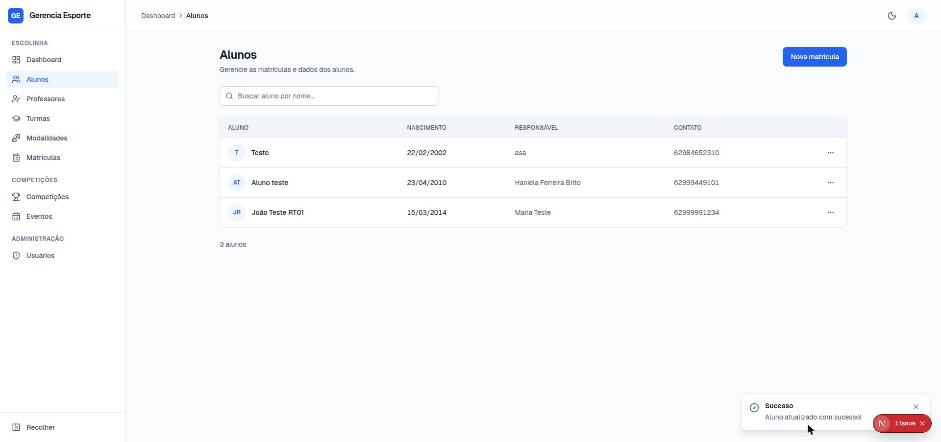 GE Gerencia Esporte
Dashboard > Alunos
A
ESCOLINHA
Dashboard
Alunos
Professores
Turmas
Modalidades
Matrículas
COMPETIÇÕES
Competições
Eventos
ADMINISTRAÇÃO
Usuários
Recolher
Alunos
Gerencie as matrículas e dados dos alunos.
Nova matrícula
Buscar aluno por nome...
ALUNO NASCIMENTO RESPONSÁVEL CONTATO
T Teste 22/02/2002 asa 62984652310
AT Aluno teste 23/04/2010 Haniela Ferreira Brito 62999449101
JR João Teste RT01 15/03/2014 Maria Teste 62999991234
3 alunos
Sucesso
Aluno atualizado com sucesso!
N 1 Issue